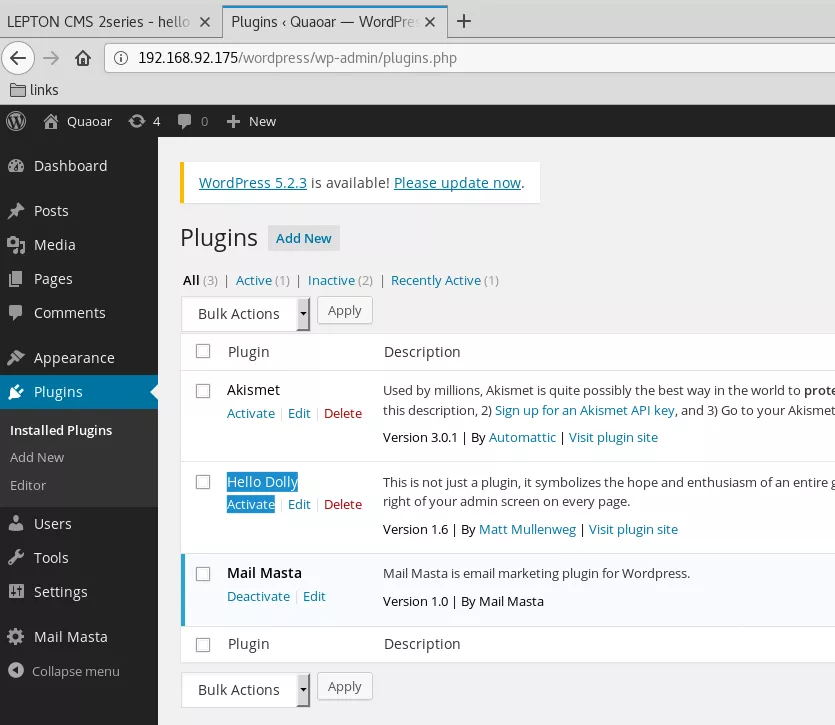 LEPTON CMS 2series - hello
Plugins ‹ Quaoar — WordPres
192.168.92.175/wordpress/wp-admin/plugins.php
links
Quaoar 4 0 New
Dashboard
Posts
Media
Pages
Comments
Appearance
Plugins
Installed Plugins
Add New
Editor
Users
Tools
Settings
Mail Masta
Collapse menu
WordPress 5.2.3 is available! Please update now.
Plugins Add New
All (3) | Active (1) | Inactive (2) | Recently Active (1)
Bulk Actions Apply
Plugin Description
Akismet
Activate | Edit | Delete
Used by millions, Akismet is quite possibly the best way in the world to prote
this description, 2) Sign up for an Akismet API key, and 3) Go to your Akismet
Version 3.0.1 | By Automattic | Visit plugin site
Hello Dolly
Activate | Edit | Delete
This is not just a plugin, it symbolizes the hope and enthusiasm of an entire g
right of your admin screen on every page.
Version 1.6 | By Matt Mullenweg | Visit plugin site
Mail Masta
Deactivate | Edit
Mail Masta is email marketing plugin for Wordpress.
Version 1.0 | By Mail Masta
Plugin Description
Bulk Actions Apply